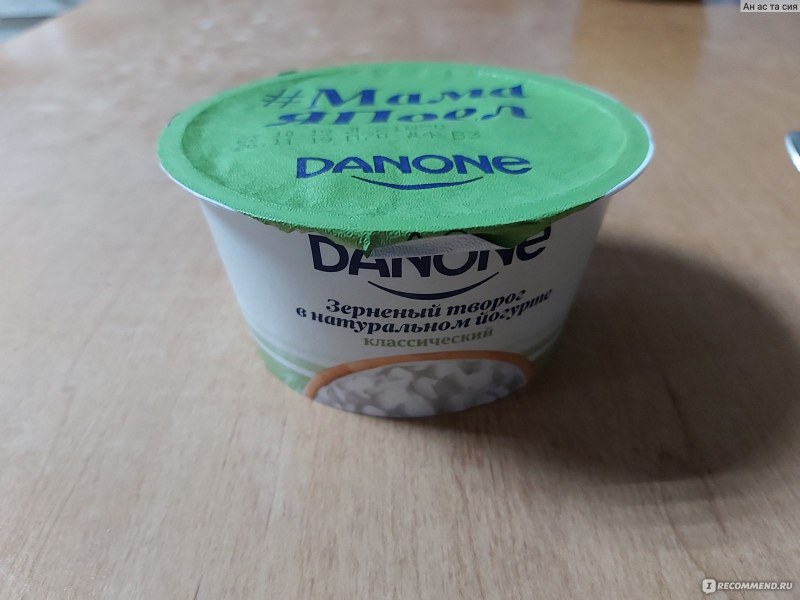 Ан ас та сия
#Мама
ЯПоел
DANONE
DANONE
Зерненый творог
в натуральном йогурте
классический
I RECOMMEND.RU